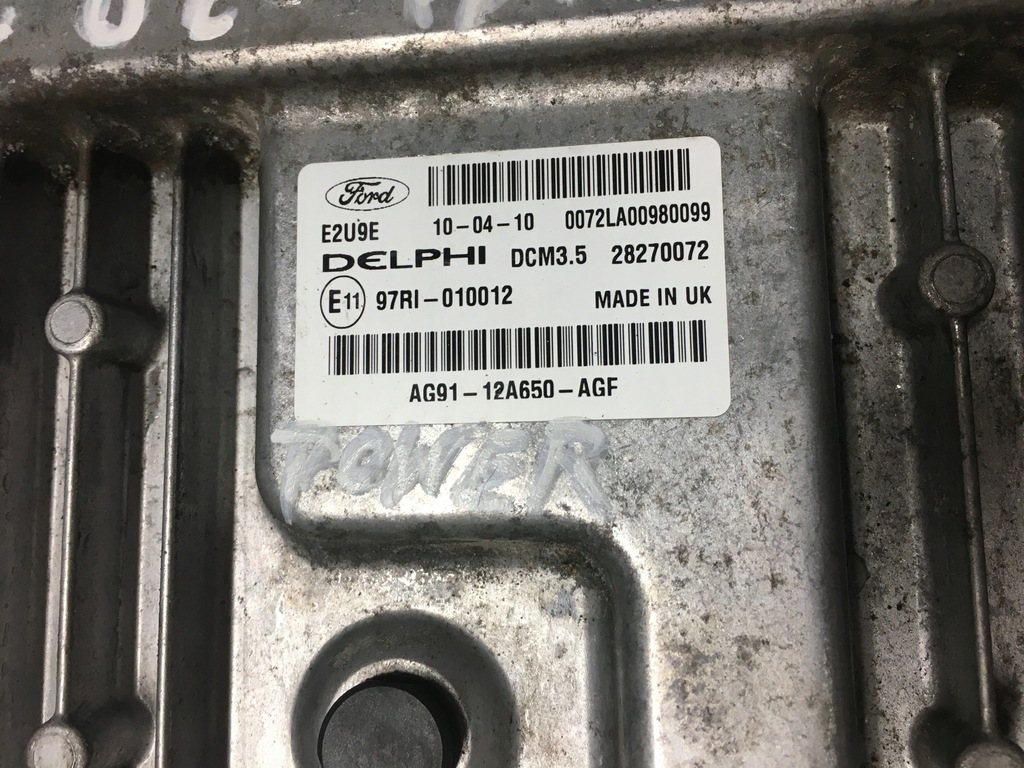 Ford
E2U9E 10-04-10 0072LA00980099
DELPHI DCM3.5 28270072
E11 97RI-010012 MADE IN UK
AG91-12A650-AGF
POWER